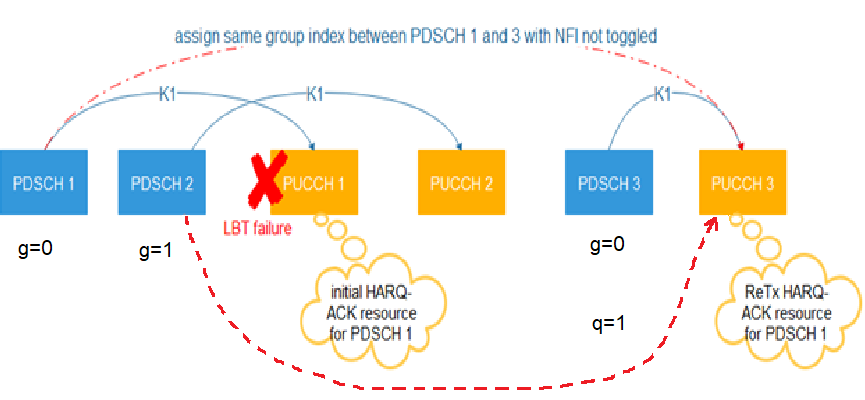 assign same group index between PDSCH 1 and 3 with NFI not toggled
K1
K1
K1
PDSCH 1
PDSCH 2
PUCCH 1
PUCCH 2
PDSCH 3
PUCCH 3
LBT failure
g=0
g=1
g=0
initial HARQ-
ACK resource
for PDSCH 1
q=1
ReTx HARQ-
ACK resource
for PDSCH 1